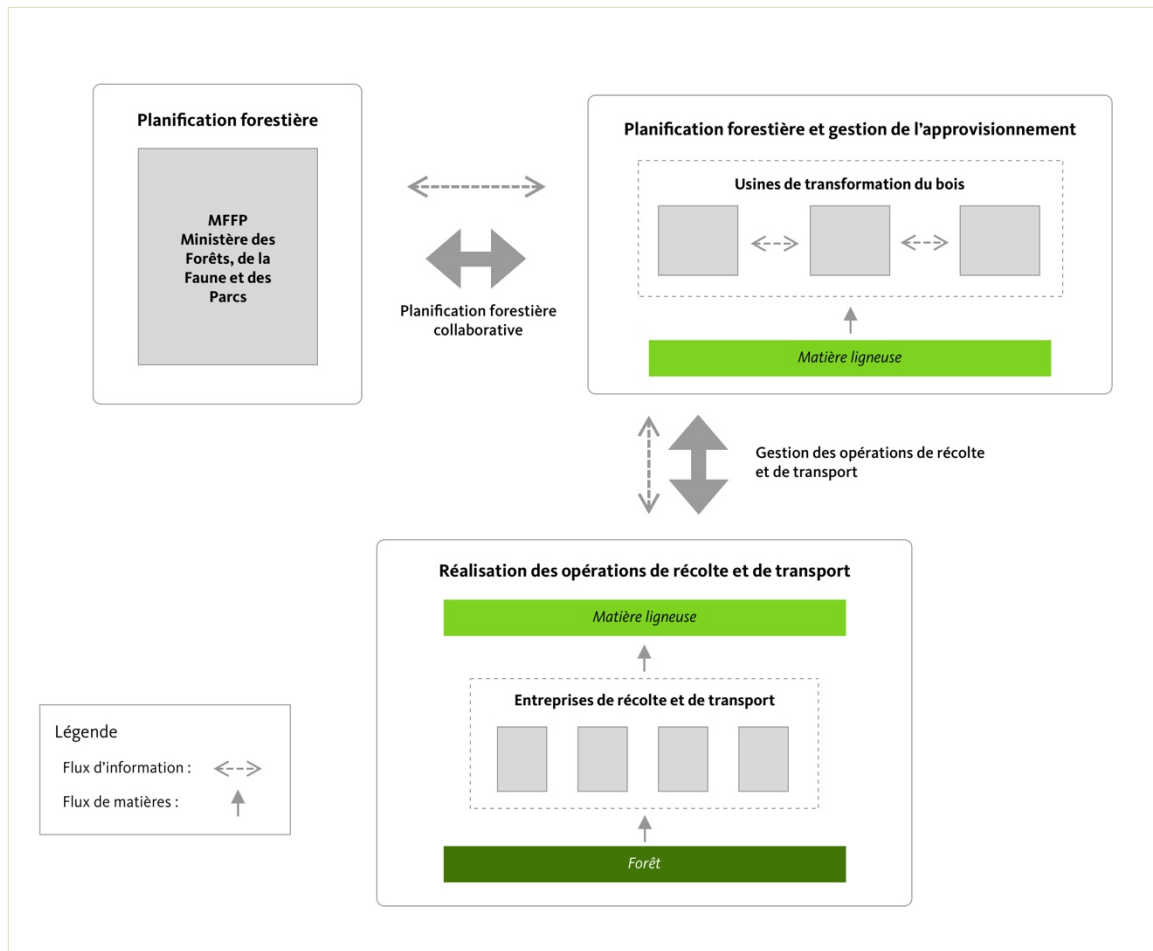 Planification forestière
MFFP
Ministère des
Forêts, de la
Faune et des
Parcs
Planification forestière
collaborative
Planification forestière et gestion de l'approvisionnement
Usines de transformation du bois
Matière ligneuse
Gestion des opérations de récolte
et de transport
Réalisation des opérations de récolte et de transport
Matière ligneuse
Entreprises de récolte et de transport
Forêt
Légende
Flux d'information :
Flux de matières :